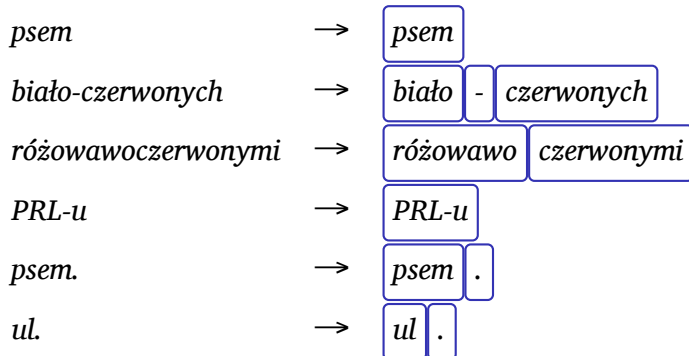 psem → psem
biało-czerwonych → biało - czerwonych
różowawoczerwonymi → różowawo czerwonymi
PRL-u → PRL-u
psem. → psem .
ul. → ul .